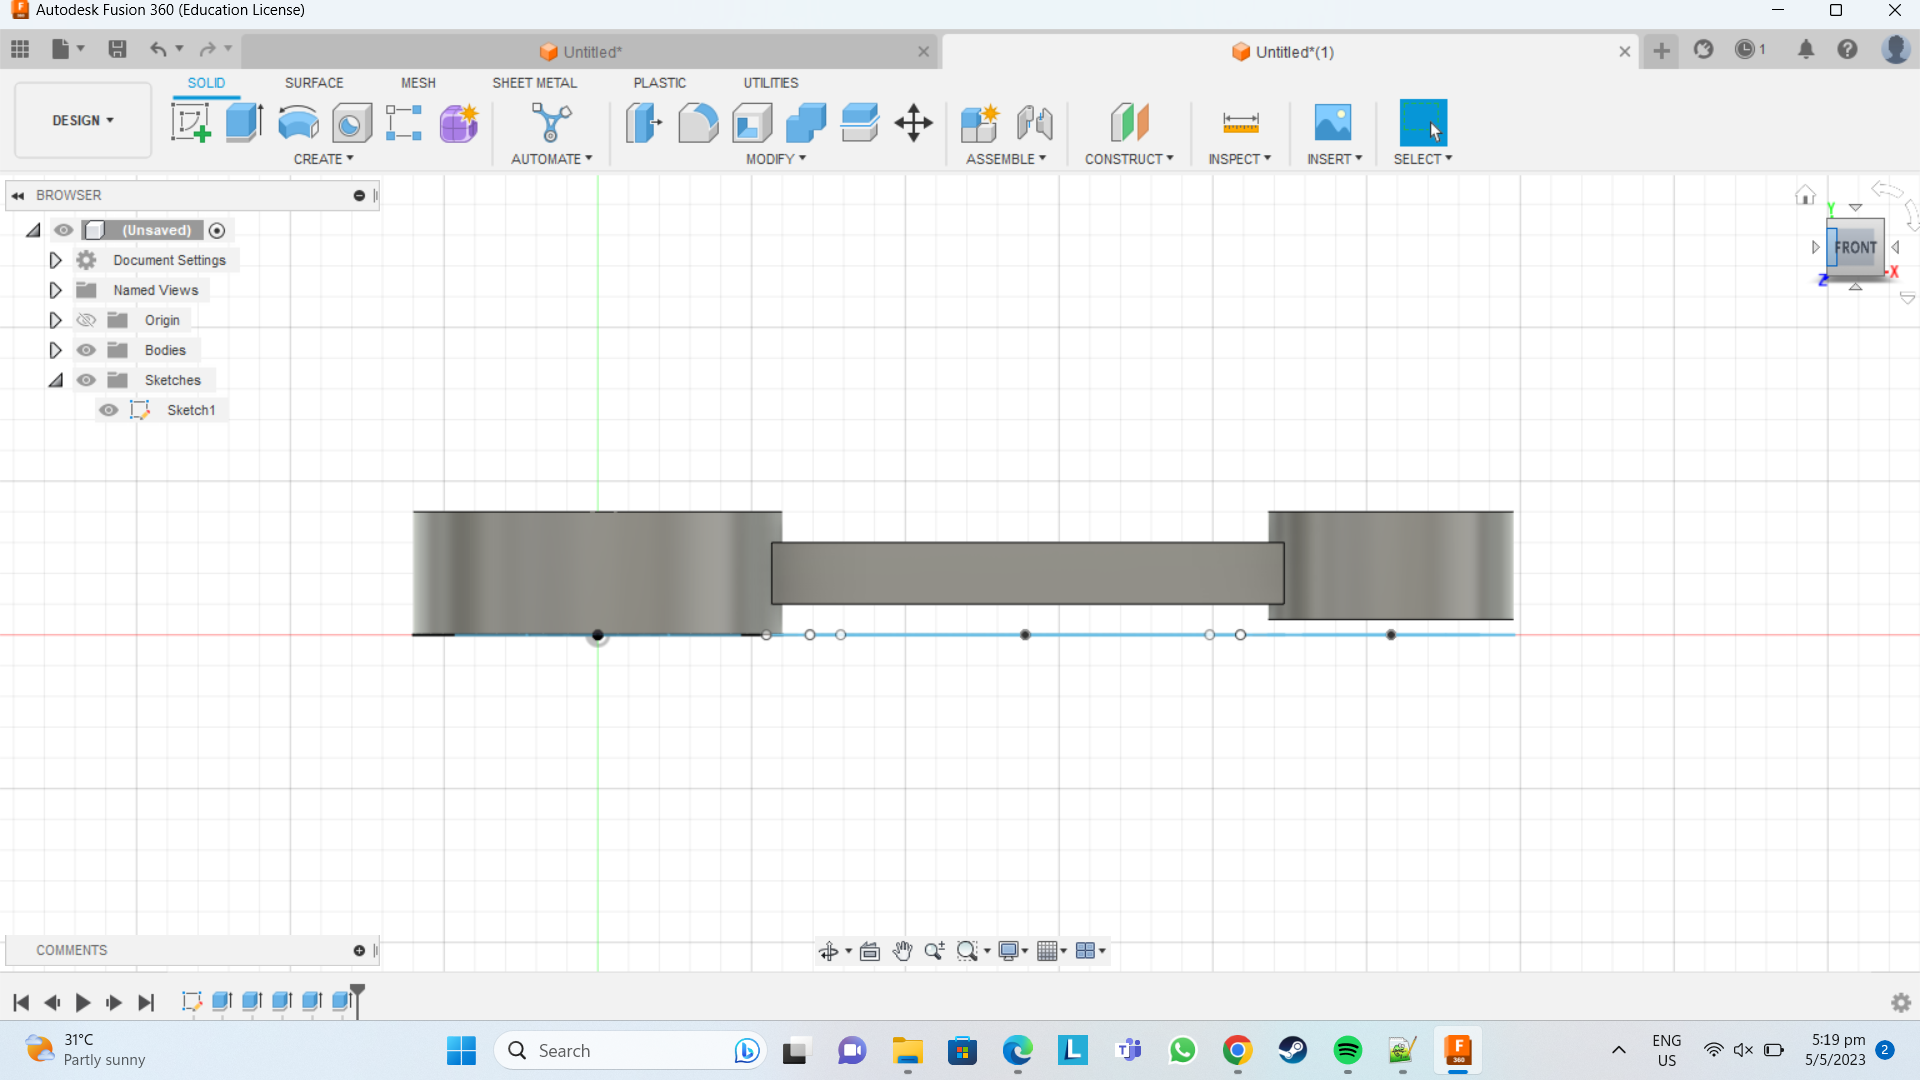 Autodesk Fusion 360 (Education License)
Untitled*
Untitled*(1)
1
SOLID
SURFACE
MESH
SHEET METAL
PLASTIC
UTILITIES
DESIGN
CREATE
AUTOMATE
MODIFY
ASSEMBLE
CONSTRUCT
INSPECT
INSERT
SELECT
BROWSER
(Unsaved)
Document Settings
Named Views
Origin
Bodies
Sketches
Sketch1
Y
FRONT
X
Z
COMMENTS
31°C
Partly sunny
Search
L
F
360
ENG
US
5:19 pm
5/5/2023
2